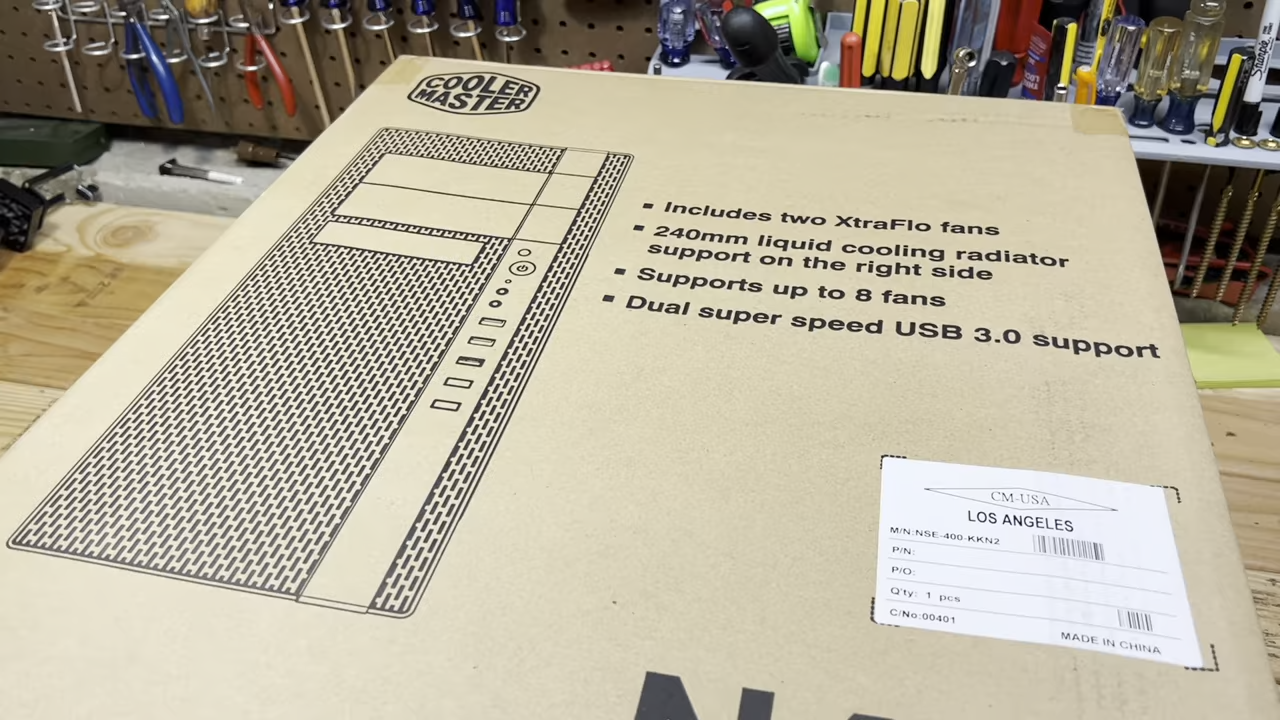 COOLER
MASTER
▪ Includes two XtraFlo fans
▪ 240mm liquid cooling radiator
support on the right side
▪ Supports up to 8 fans
▪ Dual super speed USB 3.0 support
CM-USA
LOS ANGELES
M/N:NSE-400-KKN2
P/N:
P/O:
Q'ty: 1 pcs
C/No:00401
MADE IN CHINA
Sharpie